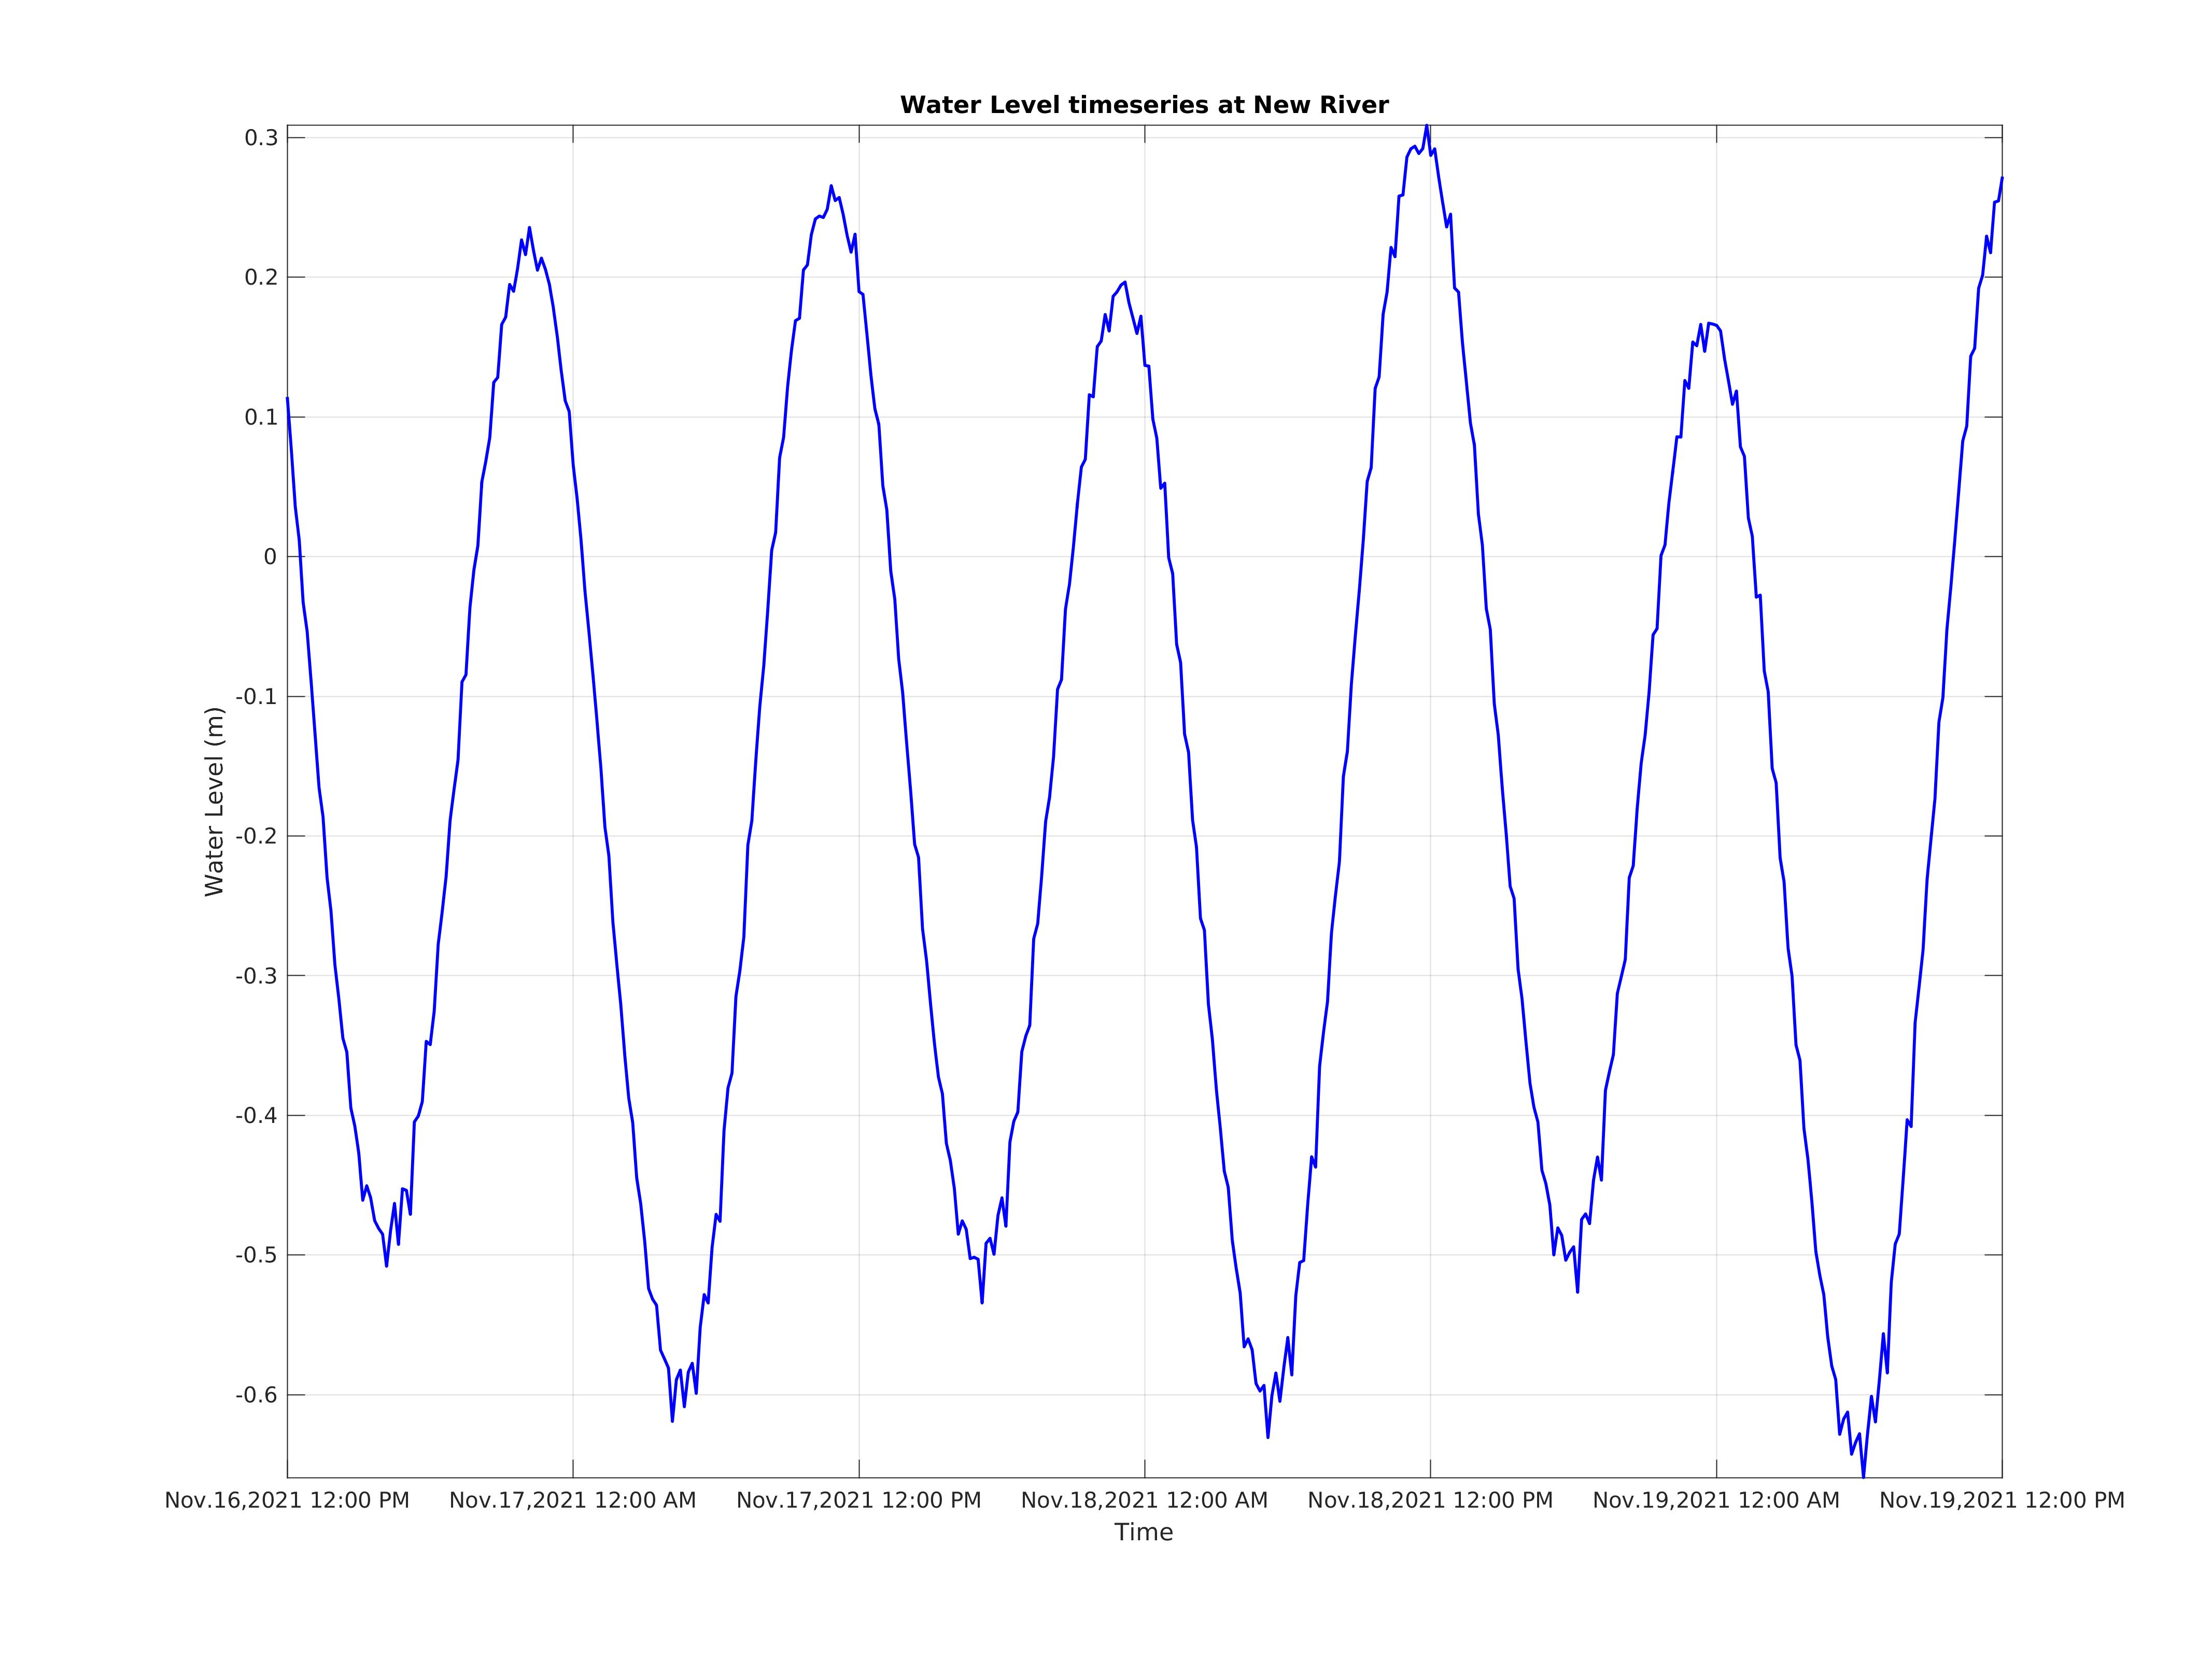 Water Level timeseries at New River
0.3
0.2
0.1
0
-0.1
-0.2
-0.3
-0.4
-0.5
-0.6
Water Level (m)
Nov.16,2021 12:00 PM Nov.17,2021 12:00 AM Nov.17,2021 12:00 PM Nov.18,2021 12:00 AM Nov.18,2021 12:00 PM Nov.19,2021 12:00 AM Nov.19,2021 12:00 PM
Time